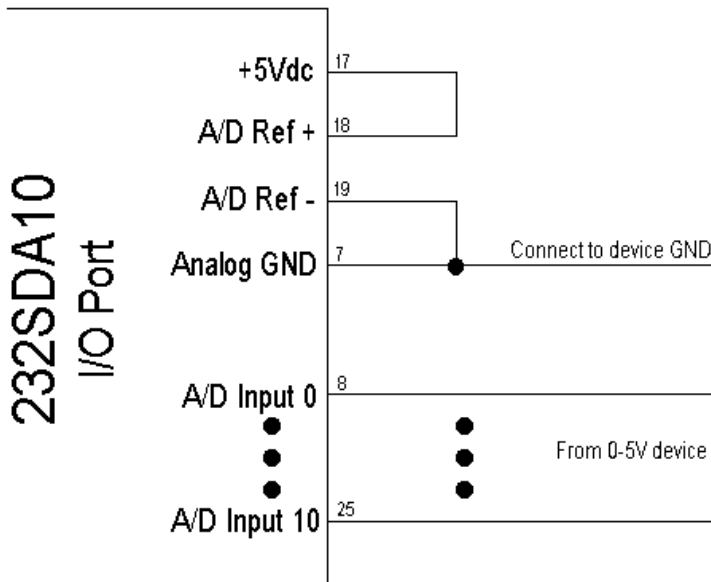 232SDA10
I/O Port
+5Vdc 17
A/D Ref + 18
A/D Ref - 19
Analog GND 7 Connect to device GND
A/D Input 0 8
From 0-5V device
A/D Input 10 25